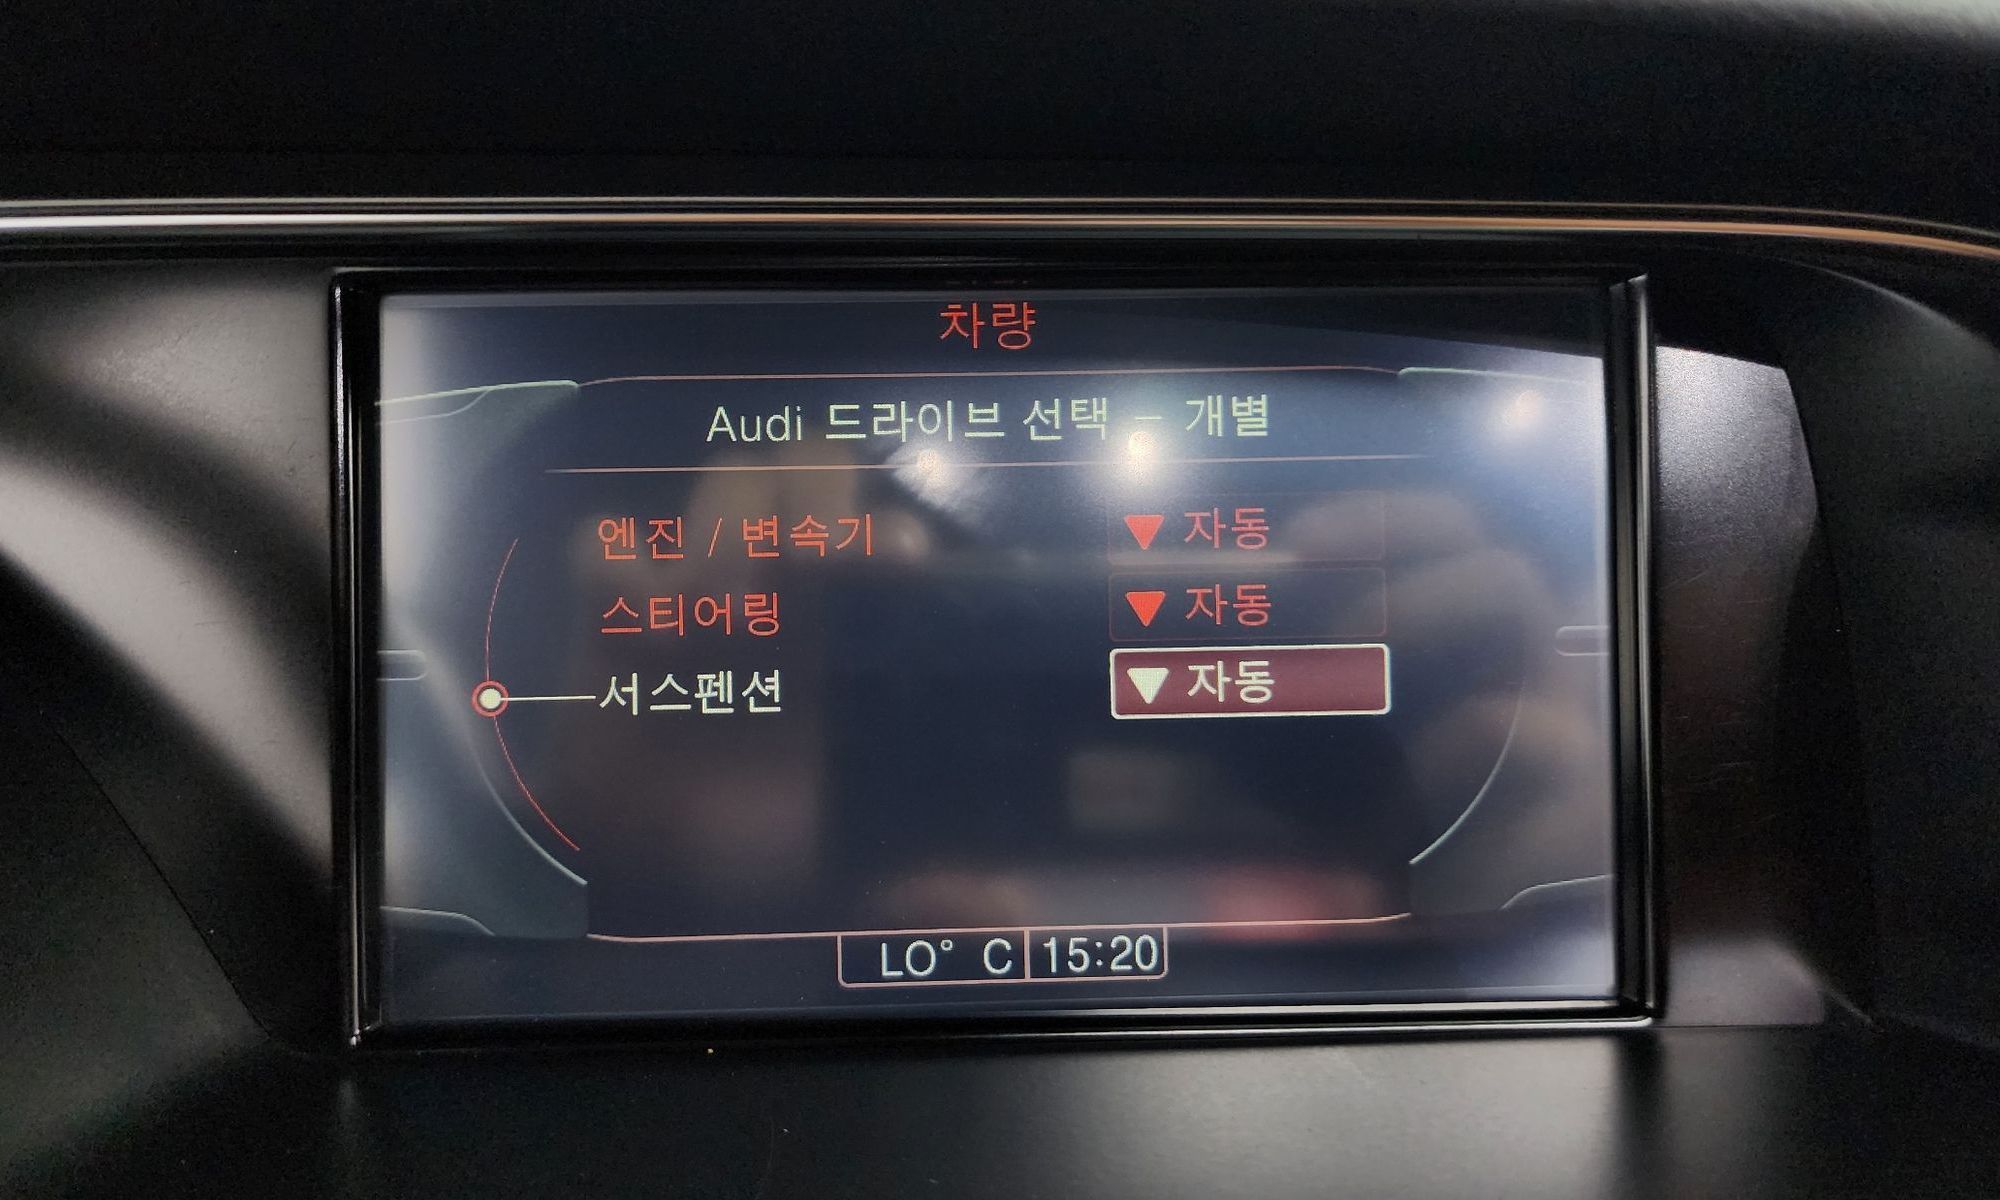 차량
Audi 드라이브 선택 - 개별
엔진 / 변속기 ▼ 자동
스티어링 ▼ 자동
서스펜션 ▼ 자동
LO° C 15:20